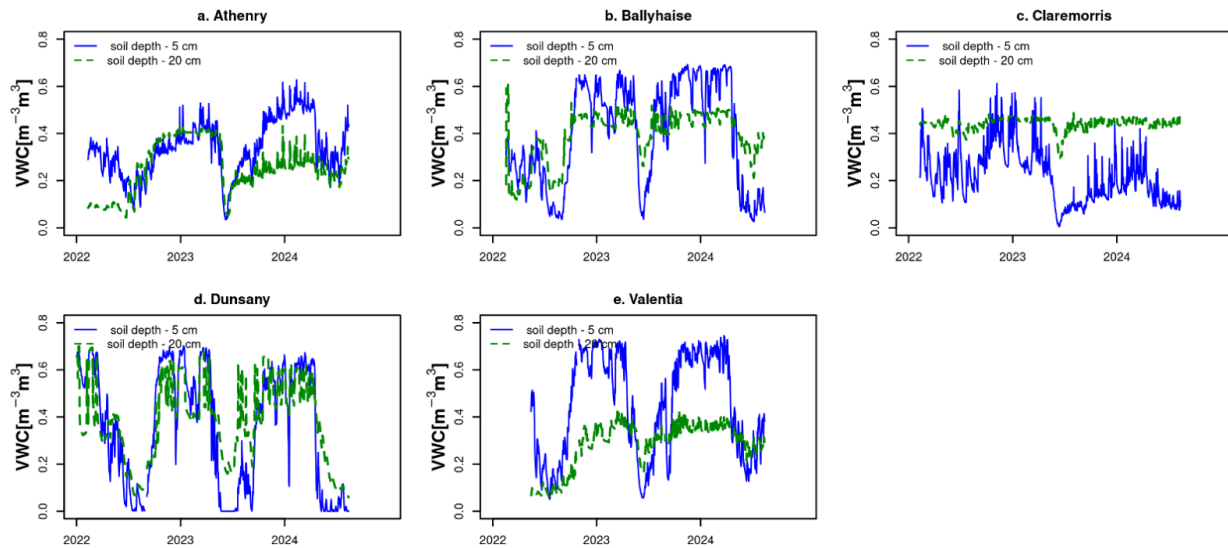 a. Athenry
VWC[m⁻³m³]
0.8
0.6
0.4
0.2
0.0
soil depth - 5 cm
soil depth - 20 cm
2022 2023 2024
b. Ballyhaise
VWC[m⁻³m³]
0.8
0.6
0.4
0.2
0.0
soil depth - 5 cm
soil depth - 20 cm
2022 2023 2024
c. Claremorris
VWC[m⁻³m³]
0.8
0.6
0.4
0.2
0.0
soil depth - 5 cm
soil depth - 20 cm
2022 2023 2024
d. Dunsany
VWC[m⁻³m³]
0.8
0.6
0.4
0.2
0.0
soil depth - 5 cm
soil depth - 20 cm
2022 2023 2024
e. Valentia
VWC[m⁻³m³]
0.8
0.6
0.4
0.2
0.0
soil depth - 5 cm
soil depth - 20 cm
2022 2023 2024